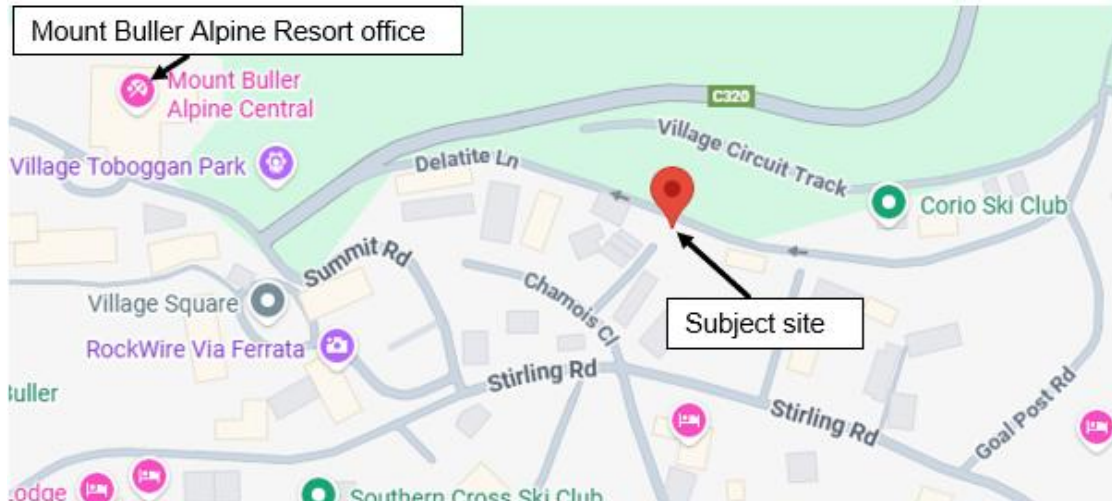 Mount Buller Alpine Resort office
Mount Buller
Alpine Central
C320
Village Toboggan Park
Delatite Ln
Village Circuit Track
Corio Ski Club
Summit Rd
Village Square
Chamois Cl
Subject site
RockWire Via Ferrata
Stirling Rd
Buller
Stirling Rd
Goal Post Rd
Lodge
Southern Cross Ski Club